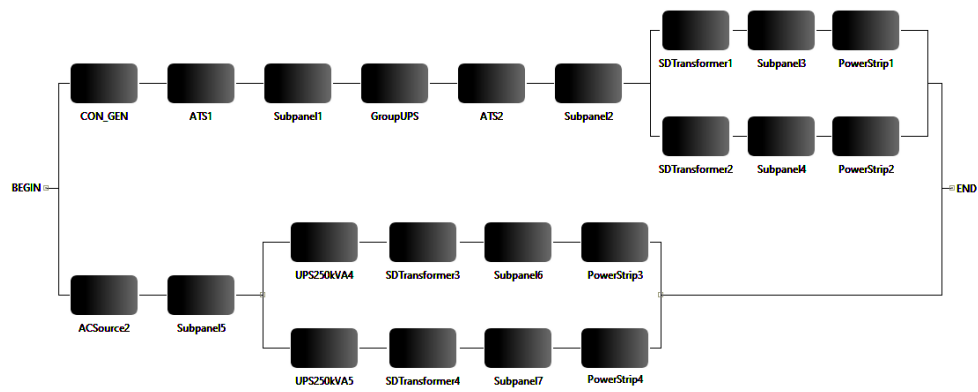 SDTransformer1 Subpanel3 PowerStrip1
CON_GEN ATS1 Subpanel1 GroupUPS ATS2 Subpanel2
SDTransformer2 Subpanel4 PowerStrip2
BEGIN END
UPS250kVA4 SDTransformer3 Subpanel6 PowerStrip3
ACSource2 Subpanel5
UPS250kVA5 SDTransformer4 Subpanel7 PowerStrip4